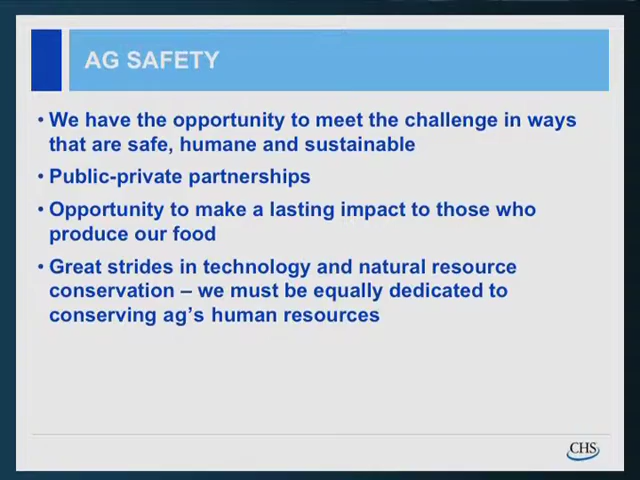 AG SAFETY
• We have the opportunity to meet the challenge in ways
that are safe, humane and sustainable
• Public-private partnerships
• Opportunity to make a lasting impact to those who
produce our food
• Great strides in technology and natural resource
conservation – we must be equally dedicated to
conserving ag’s human resources
CHS